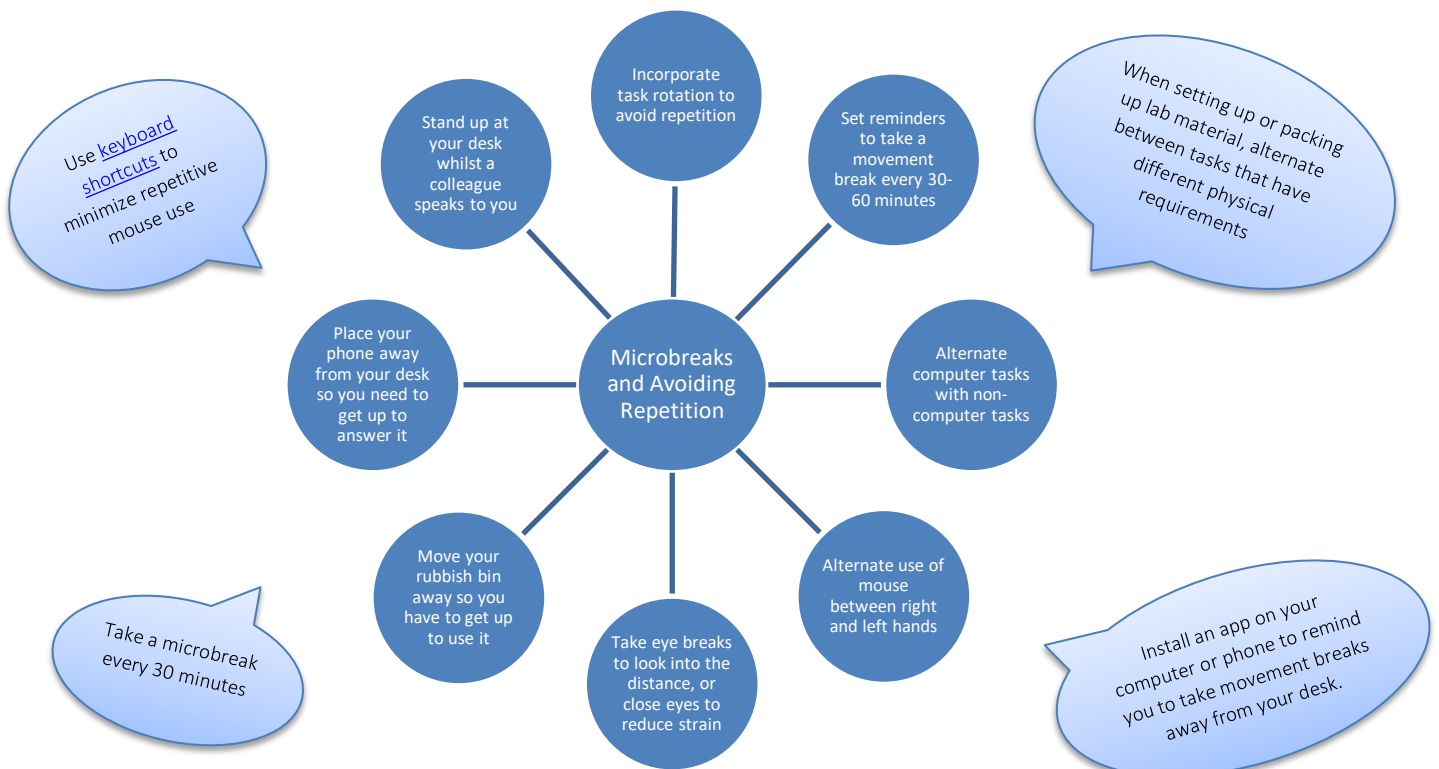 Use keyboard
shortcuts to
minimize repetitive
mouse use
Stand up at
your desk
whilst a
colleague
speaks to you
Incorporate
task rotation to
avoid repetition
Set reminders
to take a
movement
break every 30-
60 minutes
When setting up or packing
up lab material, alternate
between tasks that have
different physical
requirements
Place your
phone away
from your desk
so you need to
get up to
answer it
Microbreaks
and Avoiding
Repetition
Alternate
computer tasks
with non-
computer tasks
Move your
rubbish bin
away so you
have to get up
to use it
Take eye breaks
to look into the
distance, or
close eyes to
reduce strain
Alternate use of
mouse
between right
and left hands
Take a microbreak
every 30 minutes
Install an app on your
computer or phone to remind
you to take movement breaks
away from your desk.